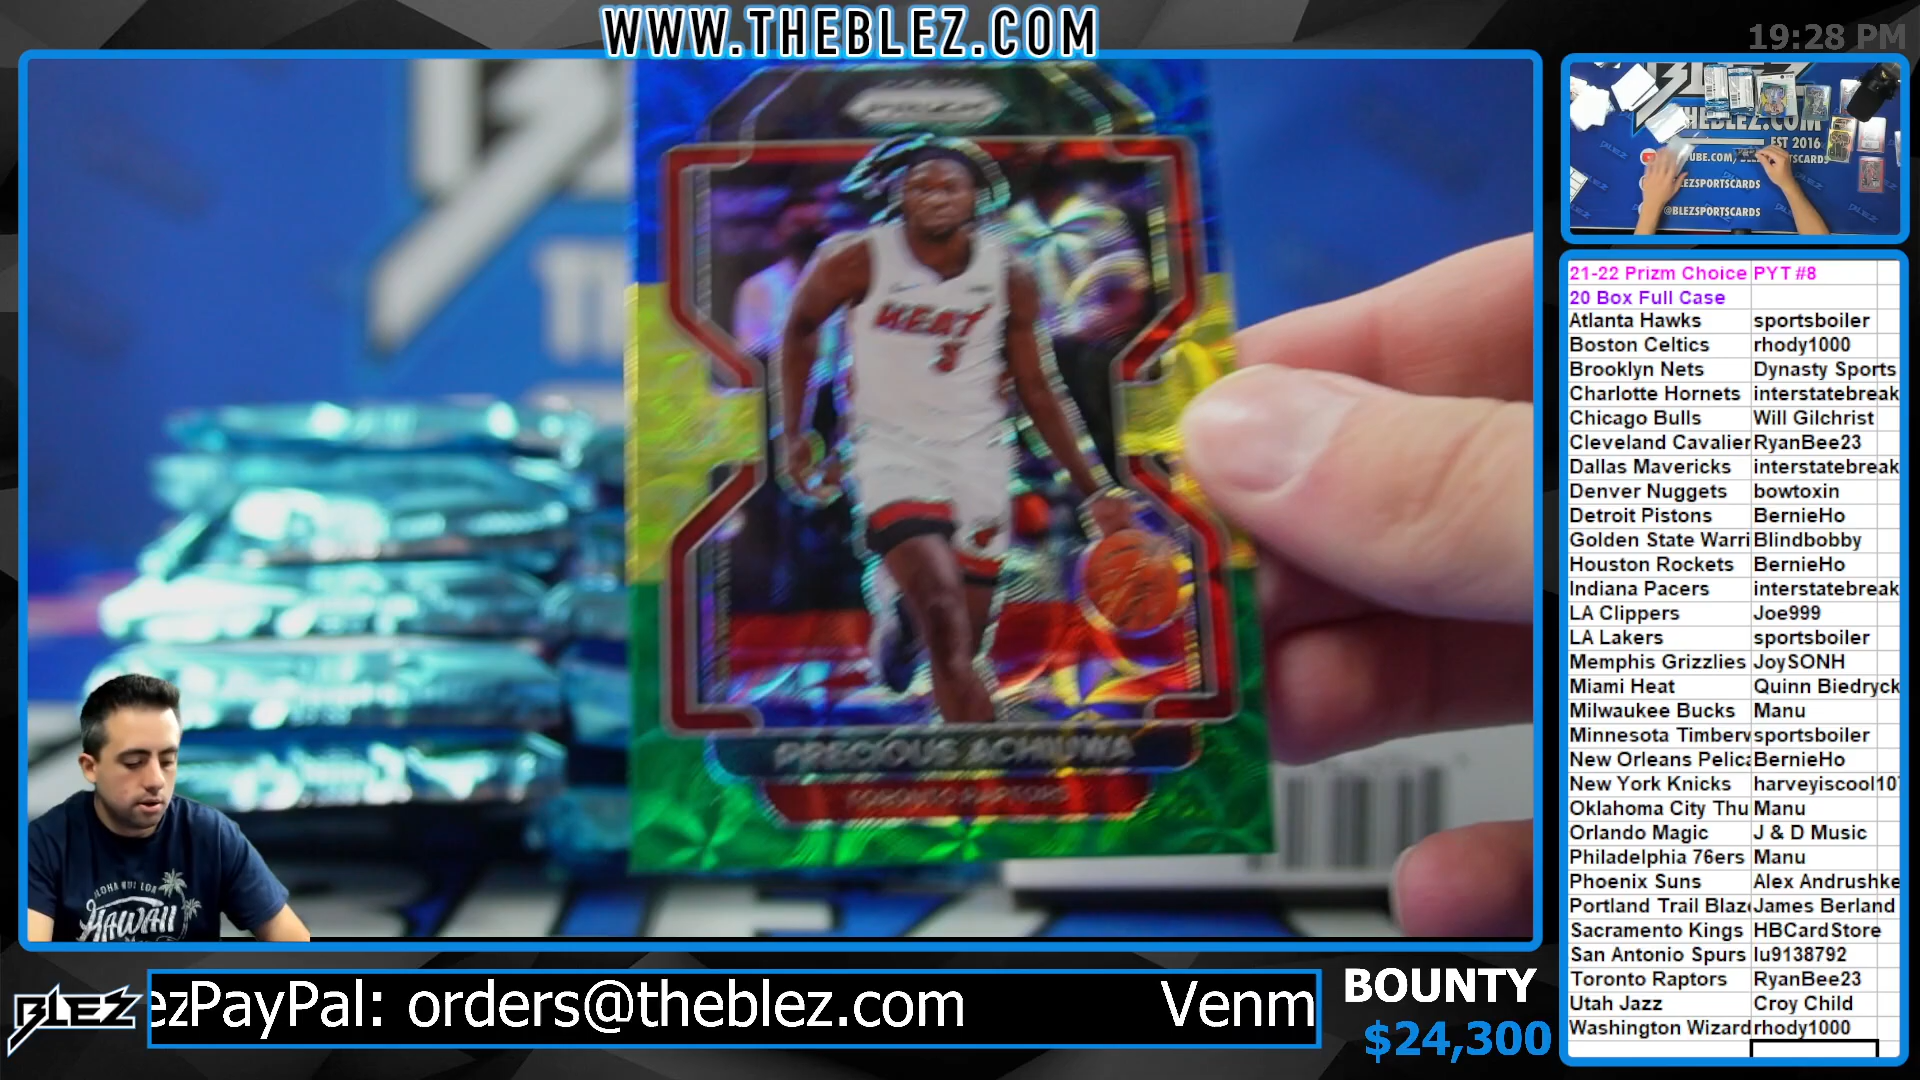 WWW.THEBLEZ.COM
19:28 PM
PRIZM
HEAT
PRECIOUS ACHIUWA
TORONTO RAPTORS
THEBLEZ.COM
EST 2016
@BLEZSPORTSCARDS
21-22 Prizm Choice PYT #8
20 Box Full Case
Atlanta Hawks sportsboiler
Boston Celtics rhody1000
Brooklyn Nets Dynasty Sports
Charlotte Hornets interstatebreak
Chicago Bulls Will Gilchrist
Cleveland Cavalier RyanBee23
Dallas Mavericks interstatebreak
Denver Nuggets bowtoxin
Detroit Pistons BernieHo
Golden State Warri Blindbobby
Houston Rockets BernieHo
Indiana Pacers interstatebreak
LA Clippers Joe999
LA Lakers sportsboiler
Memphis Grizzlies JoySONH
Miami Heat Quinn Biedryck
Milwaukee Bucks Manu
Minnesota Timberv sportsboiler
New Orleans Pelica BernieHo
New York Knicks harveyiscool10
Oklahoma City Thu Manu
Orlando Magic J & D Music
Philadelphia 76ers Manu
Phoenix Suns Alex Andrushke
Portland Trail Blaz James Berland
Sacramento Kings HBCardStore
San Antonio Spurs lu9138792
Toronto Raptors RyanBee23
Utah Jazz Croy Child
Washington Wizard rhody1000
ALOHA
HAWAII
BLEZ
ezPayPal: orders@theblez.com Venm
BOUNTY
$24,300